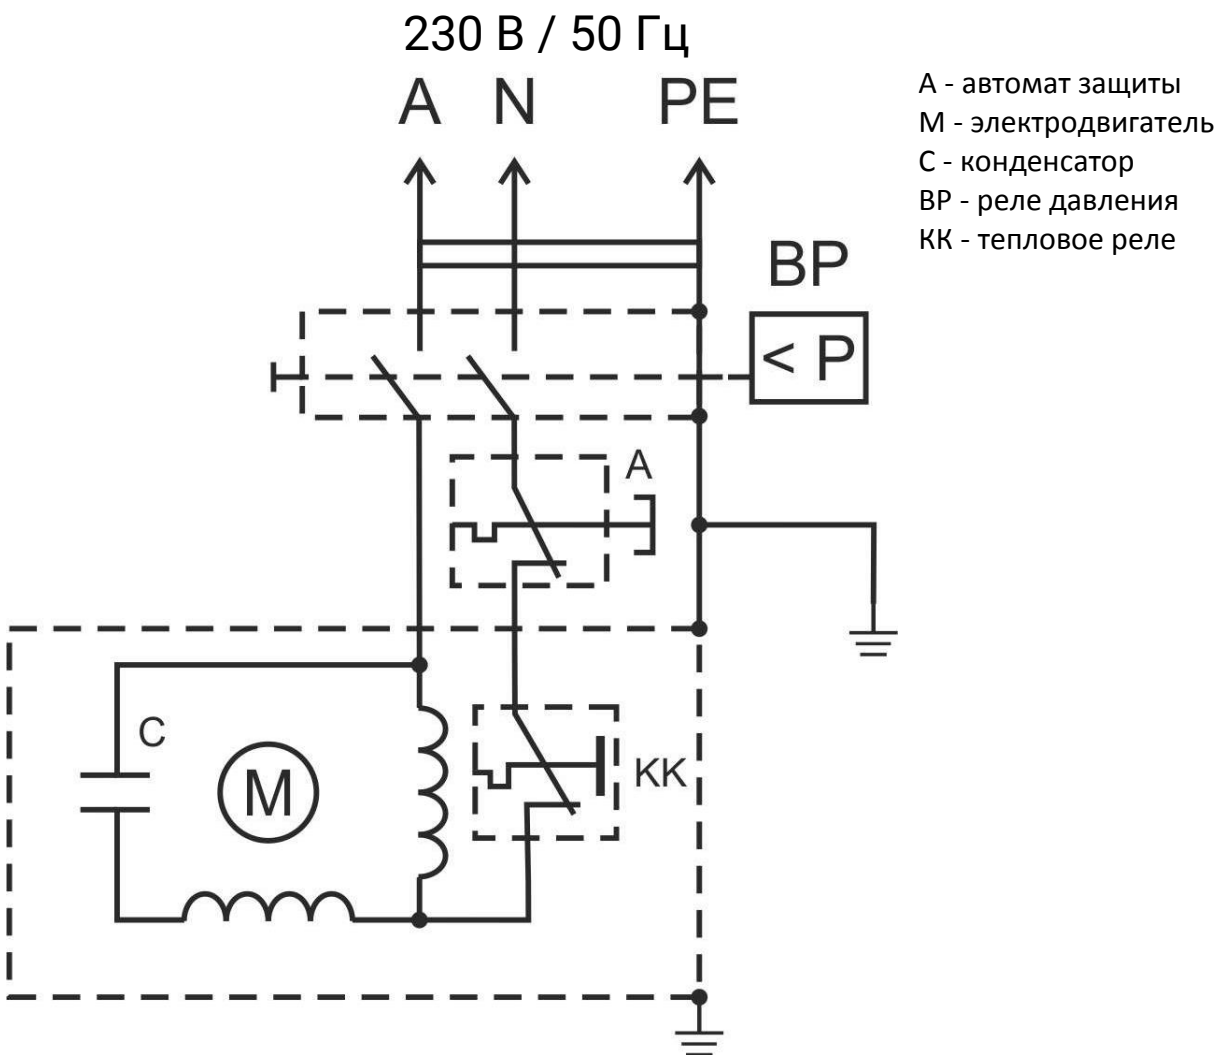 230 В / 50 Гц
A N PE
А - автомат защиты
М - электродвигатель
С - конденсатор
ВР - реле давления
КК - тепловое реле
BP
< P
A
C
M
KK